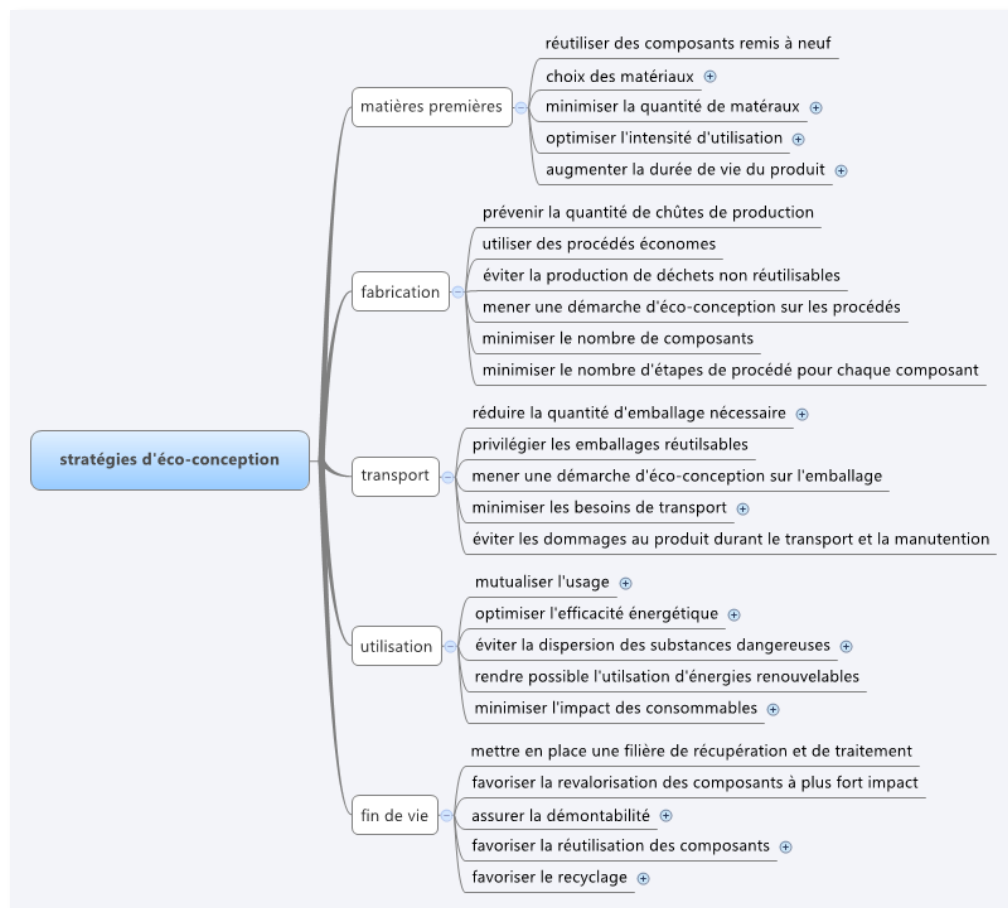 stratégies d'éco-conception
matières premières
réutiliser des composants remis à neuf
choix des matériaux
minimiser la quantité de matéraux
optimiser l'intensité d'utilisation
augmenter la durée de vie du produit
fabrication
prévenir la quantité de chûtes de production
utiliser des procédés économes
éviter la production de déchets non réutilisables
mener une démarche d'éco-conception sur les procédés
minimiser le nombre de composants
minimiser le nombre d'étapes de procédé pour chaque composant
transport
réduire la quantité d'emballage nécessaire
privilégier les emballages réutilsables
mener une démarche d'éco-conception sur l'emballage
minimiser les besoins de transport
éviter les dommages au produit durant le transport et la manutention
utilisation
mutualiser l'usage
optimiser l'efficacité énergétique
éviter la dispersion des substances dangereuses
rendre possible l'utilsation d'énergies renouvelables
minimiser l'impact des consommables
fin de vie
mettre en place une filière de récupération et de traitement
favoriser la revalorisation des composants à plus fort impact
assurer la démontabilité
favoriser la réutilisation des composants
favoriser le recyclage